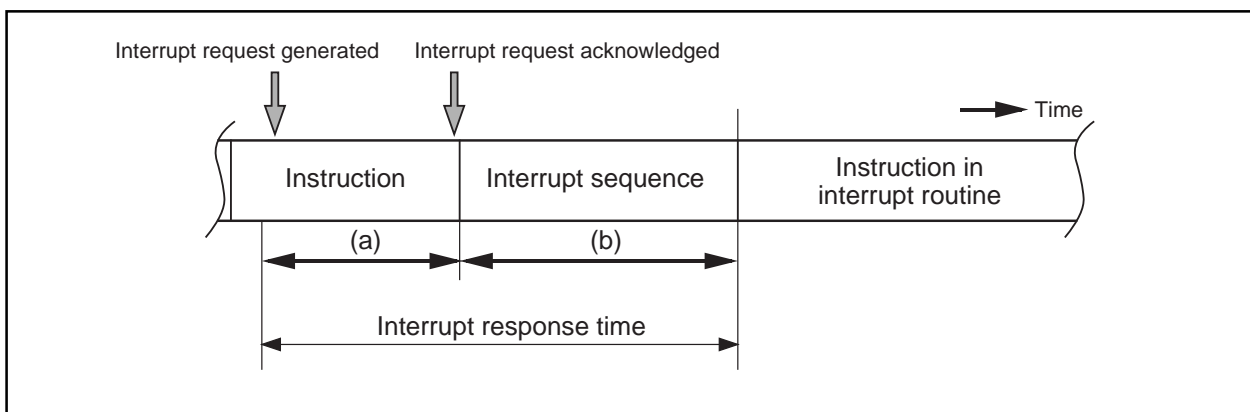 Interrupt request generated
Interrupt request acknowledged
Time
Instruction
Interrupt sequence
Instruction in
interrupt routine
(a)
(b)
Interrupt response time